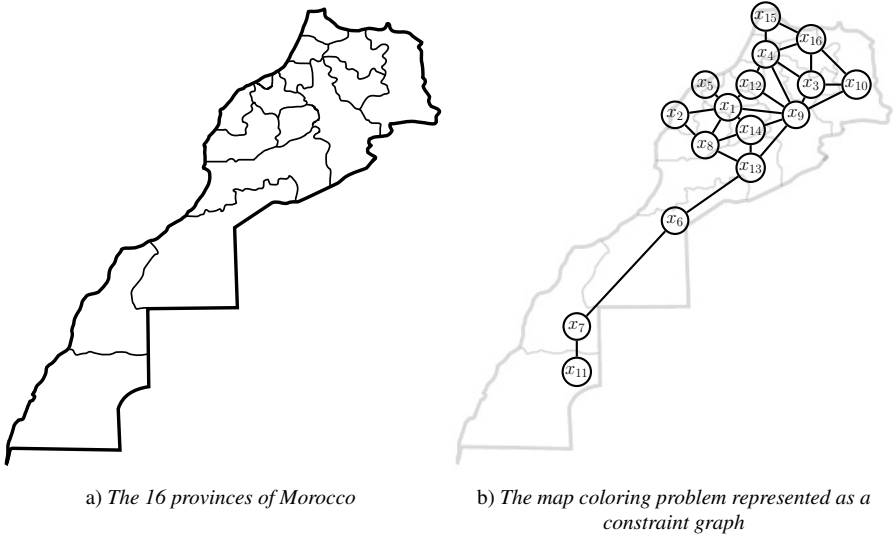 x15
x16
x4
x5
x12
x3
x10
x2
x1
x9
x14
x8
x13
x6
x7
x11
a) The 16 provinces of Morocco
b) The map coloring problem represented as a
constraint graph